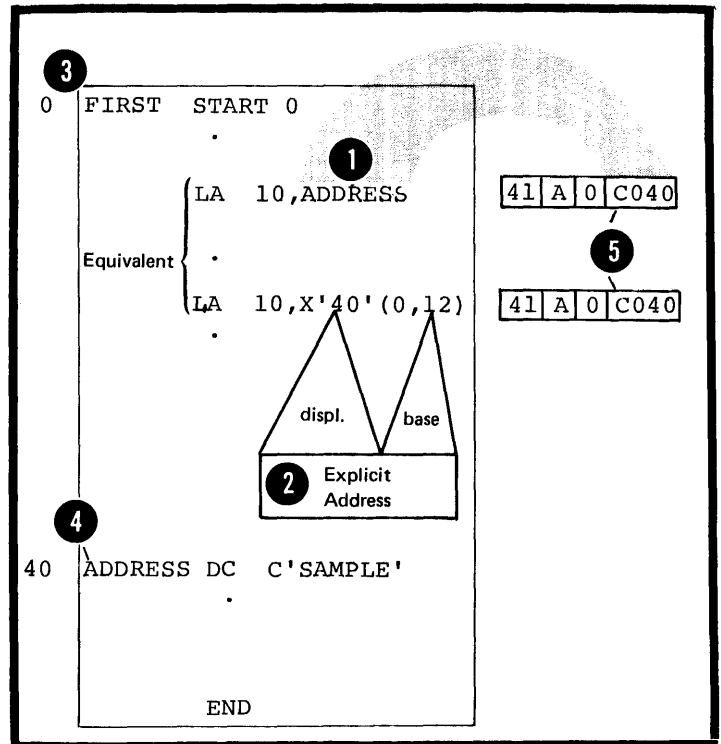 3
0 FIRST START 0
.
1
LA 10,ADDRESS 41 A 0 C040
Equivalent . 5
LA 10,X'40'(0,12) 41 A 0 C040
.
displ. base
2 Explicit
Address
4
40 ADDRESS DC C'SAMPLE'
.
END